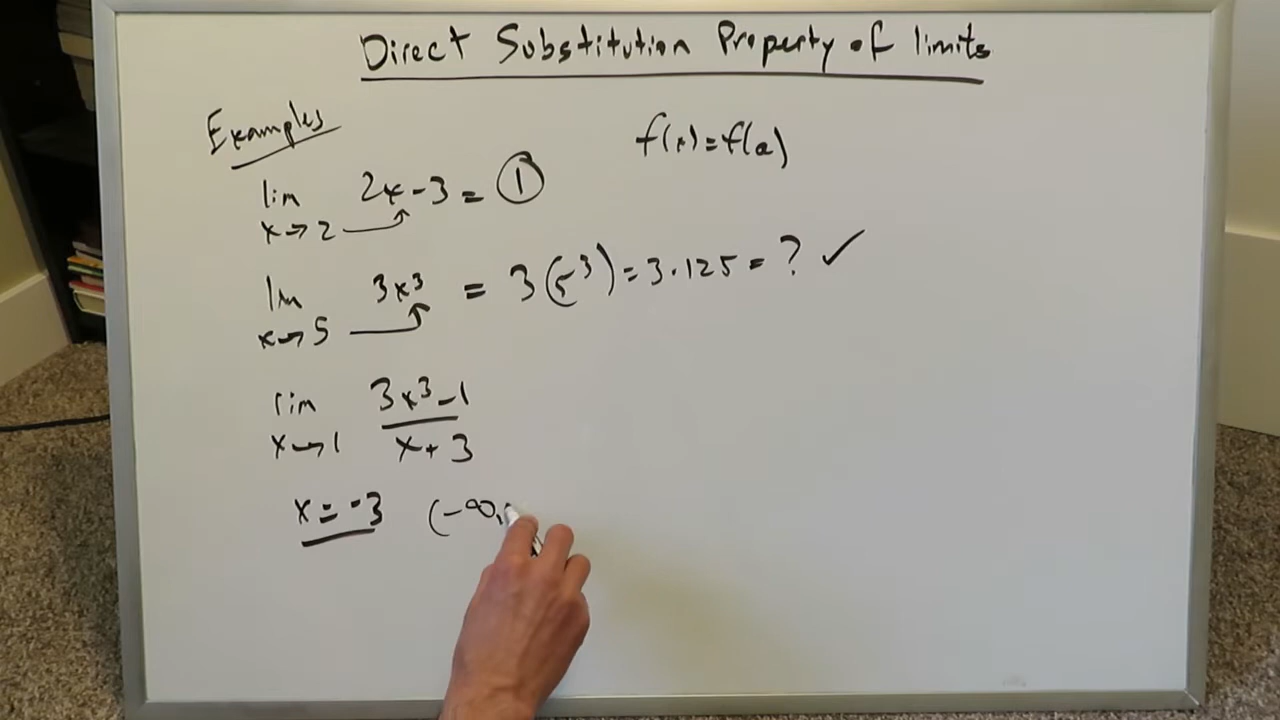 Direct Substitution Property of limits
Examples
f(x)=f(a)
lim 2x-3 = 1
x→2
lim 3x³ = 3(5³) = 3·125 = ? ✓
x→5
lim 3x³-1
x→1 x+3
x = -3 (-∞,